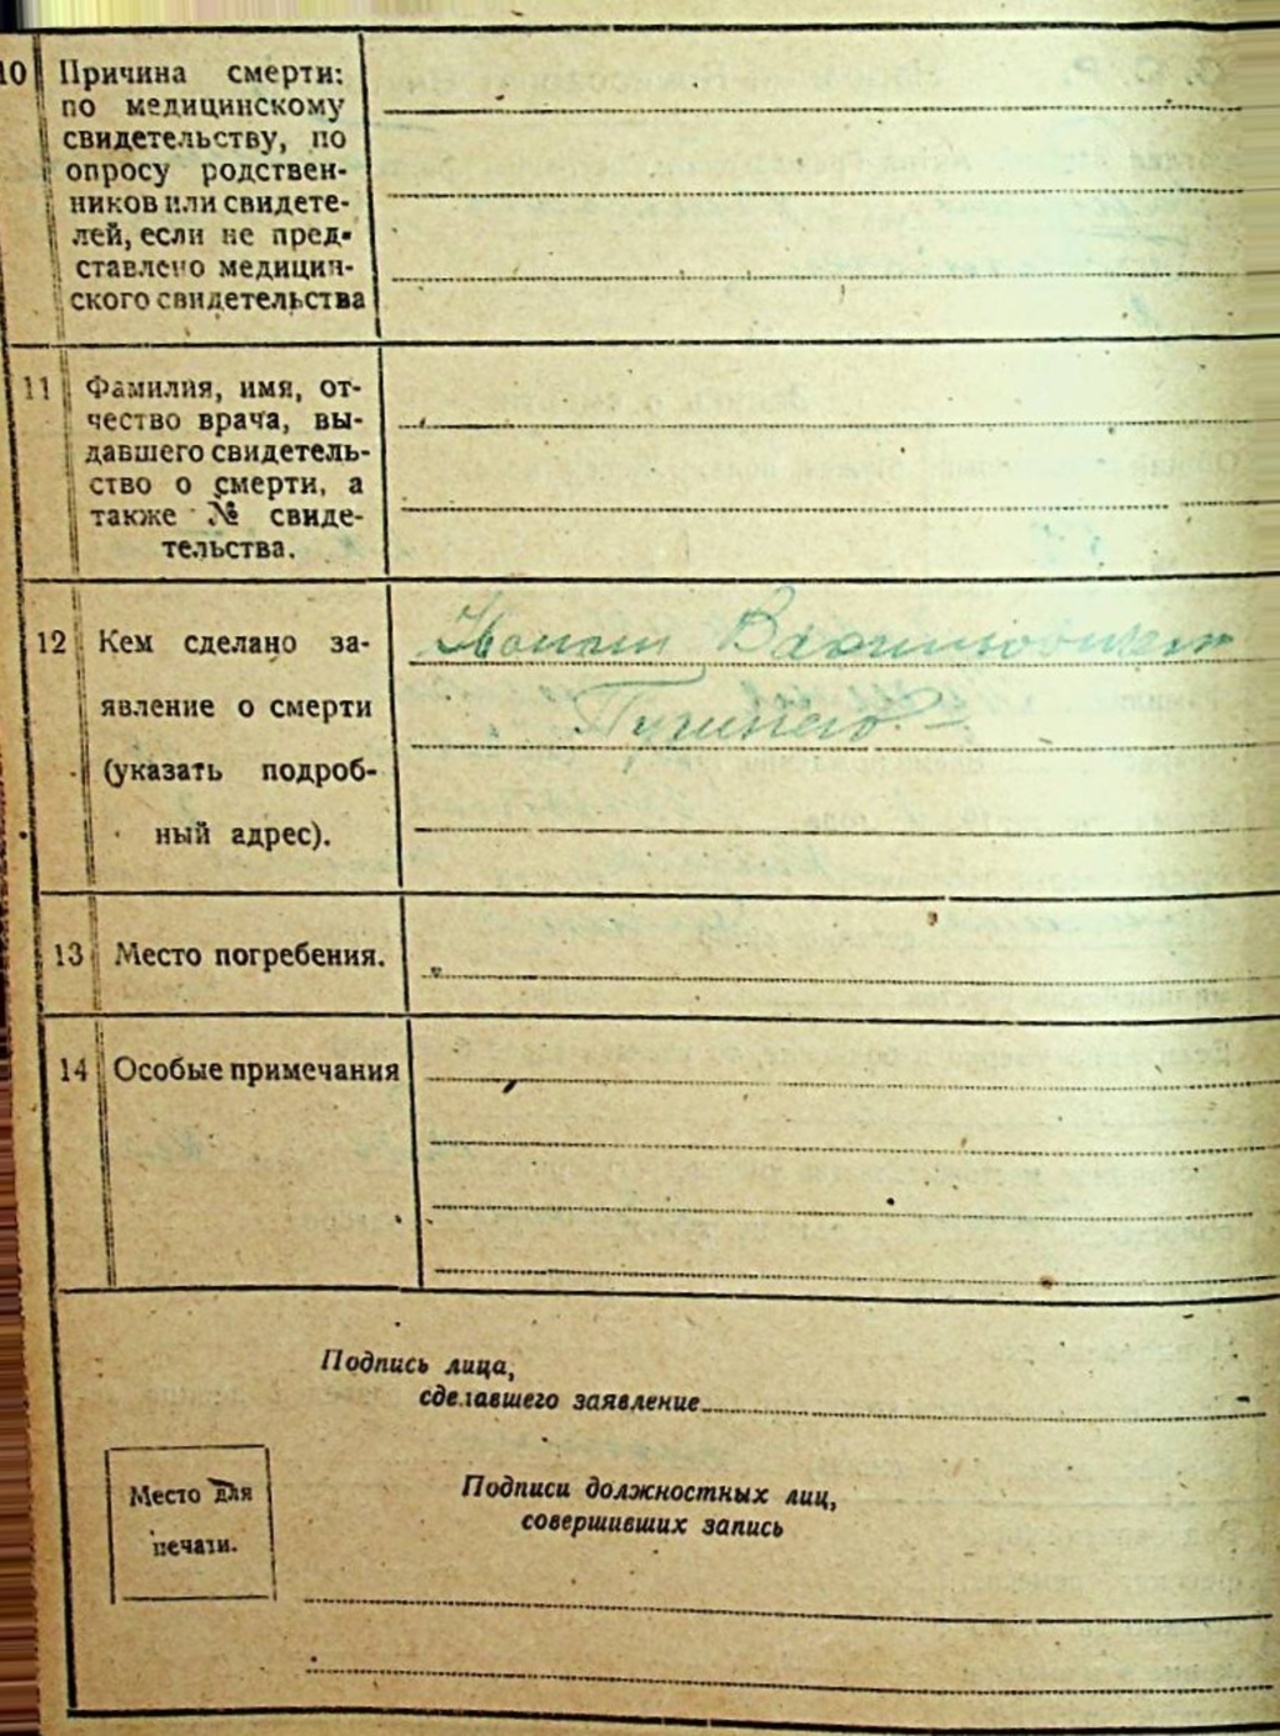 10 Причина смерти:
по медицинскому
свидетельству, по
опросу родствен-
ников или свидете-
лей, если не пред-
ставлено медицин-
ского свидетельства
11 Фамилия, имя, от-
чество врача, вы-
давшего свидетель-
ство о смерти, а
также № свиде-
тельства.
12 Кем сделано за-
явление о смерти
(указать подроб-
ный адрес).
13 Место погребения.
14 Особые примечания
Подпись лица,
сделавшего заявление
Место для
печати.
Подписи должностных лиц,
совершивших запись